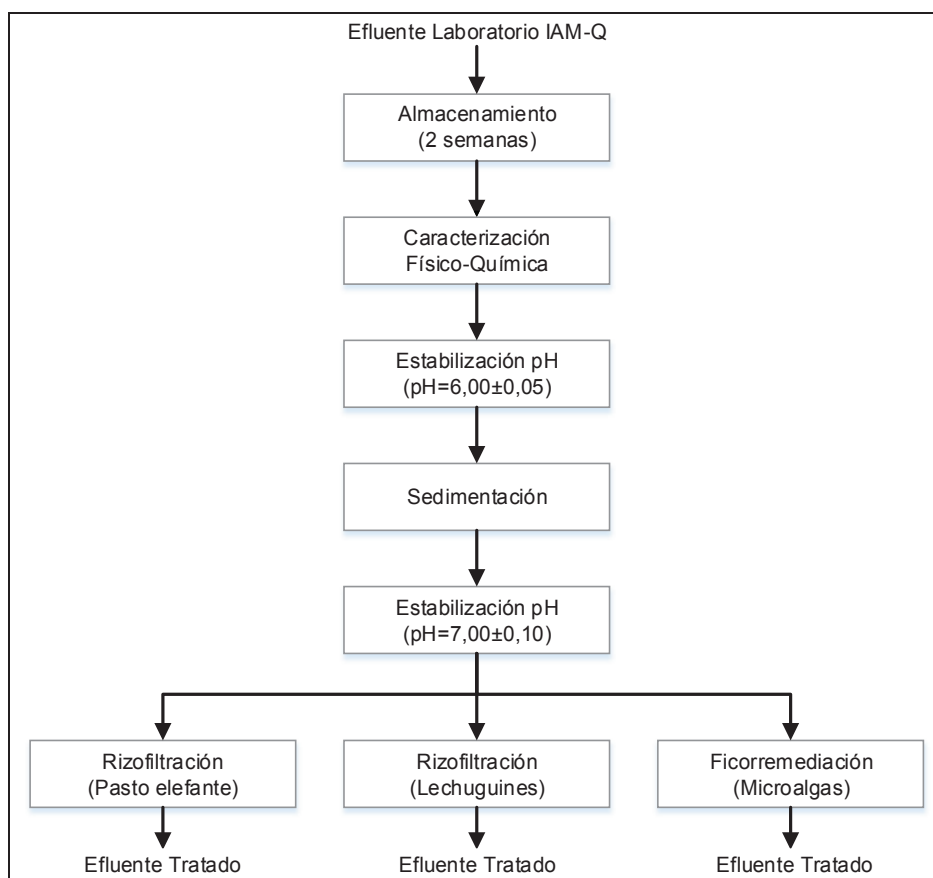 Efluente Laboratorio IAM-Q
Almacenamiento
(2 semanas)
Caracterización
Físico-Química
Estabilización pH
(pH=6,00±0,05)
Sedimentación
Estabilización pH
(pH=7,00±0,10)
Rizofiltración
(Pasto elefante)
Rizofiltración
(Lechuguines)
Ficorremediación
(Microalgas)
Efluente Tratado
Efluente Tratado
Efluente Tratado